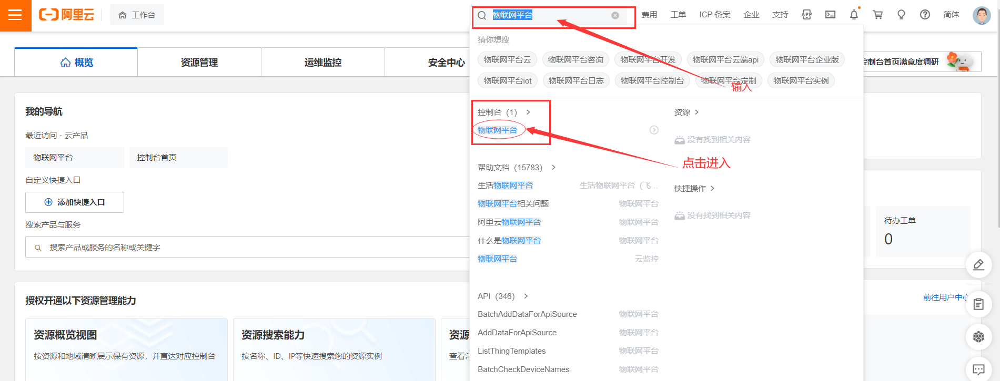 阿里云
工作台
物联网平台
费用
工单
ICP 备案
企业
支持
简体
概览
资源管理
运维监控
安全中心
控制台首页满意度调研
猜你想搜
物联网平台云
物联网平台咨询
物联网平台开发
物联网平台云端api
物联网平台企业版
物联网平台iot
物联网平台日志
物联网平台控制台
物联网平台定制
物联网平台实例
输入
我的导航
最近访问 - 云产品
物联网平台
控制台首页
自定义快捷入口
添加快捷入口
搜索产品与服务
搜索产品或服务的名称或关键字
控制台（1）
物联网平台
点击进入
资源
没有找到相关内容
快捷操作
没有找到相关内容
帮助文档（15783）
生活物联网平台 生活物联网平台（飞...
物联网平台相关问题 物联网平台
阿里云物联网平台 物联网平台
什么是物联网平台 物联网平台
物联网平台 云监控
API（346）
BatchAddDataForApiSource 物联网平台
AddDataForApiSource 物联网平台
ListThingTemplates 物联网平台
BatchCheckDeviceNames 物联网平台
待办工单
0
前往用户中心
授权开通以下资源管理能力
资源概览视图
按资源和地域清晰展示保有资源，并直达对应控制台
资源搜索能力
按名称、ID、IP等快速搜索您的资源实例
资源
查看